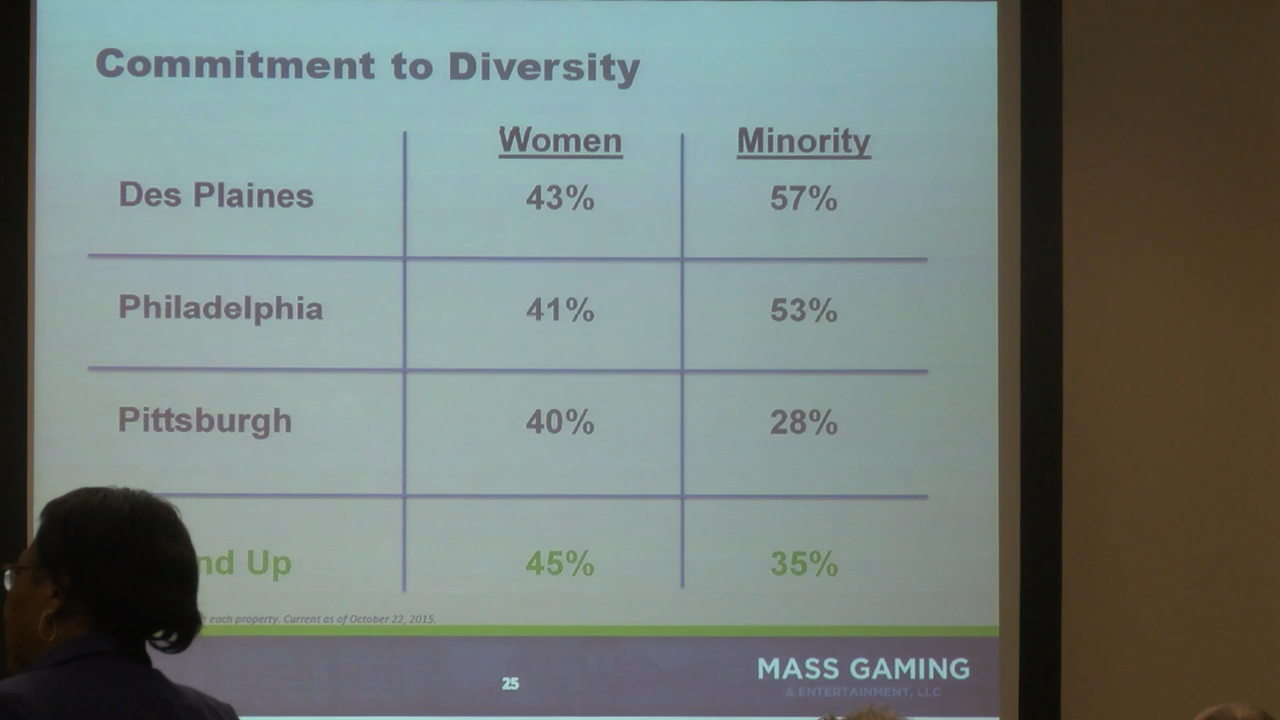 Commitment to Diversity
Women Minority
Des Plaines 43% 57%
Philadelphia 41% 53%
Pittsburgh 40% 28%
Up 45% 35%
each property. Current as of October 22, 2015.
25
MASS GAMING
& ENTERTAINMENT, LLC